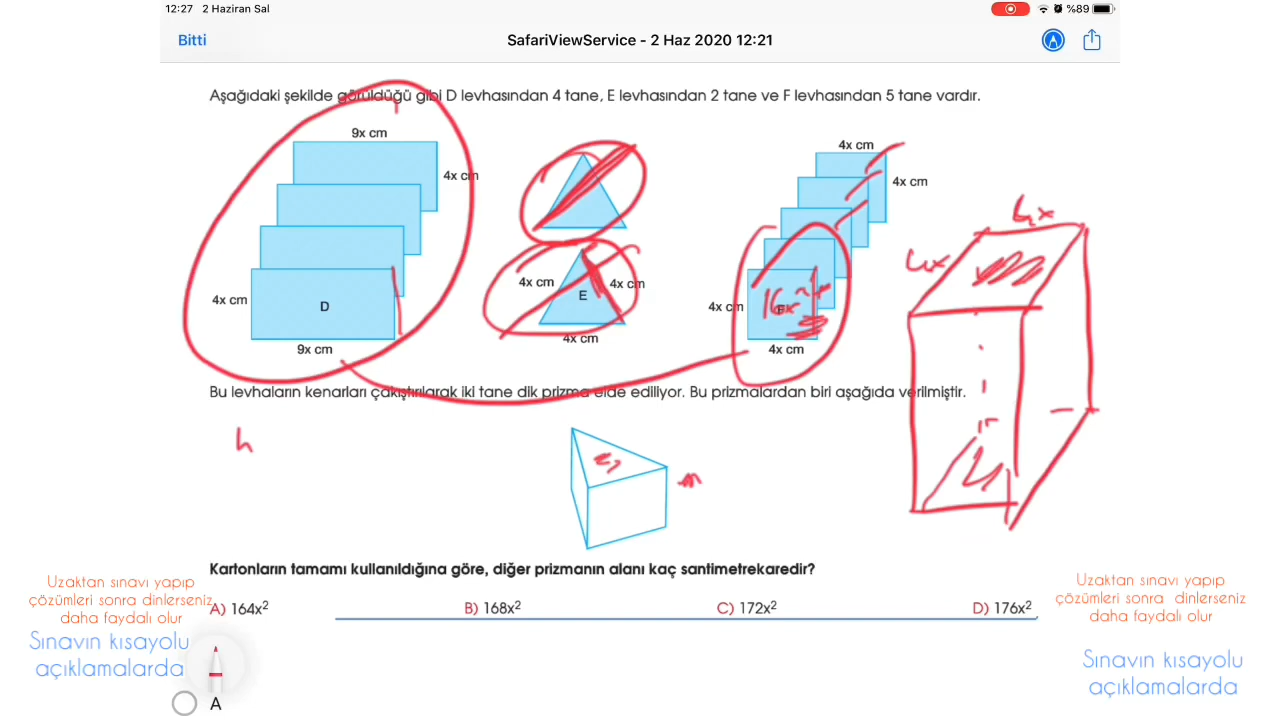 12:27 2 Haziran Sal
%89
Bitti
SafariViewService - 2 Haz 2020 12:21
Aşağıdaki şekilde görüldüğü gibi D levhasından 4 tane, E levhasından 2 tane ve F levhasından 5 tane vardır.
9x cm
4x cm
4x cm
D
9x cm
4x cm
4x cm
E
4x cm
4x cm
4x cm
4x cm
16x²
4x cm
4x
4x
Bu levhaların kenarları çakıştırılarak iki tane dik prizma elde ediliyor. Bu prizmalardan biri aşağıda verilmiştir.
h
Kartonların tamamı kullanıldığına göre, diğer prizmanın alanı kaç santimetrekaredir?
A) 164x²
B) 168x²
C) 172x²
D) 176x²
Uzaktan sınavı yapıp
çözümleri sonra dinlerseniz
daha faydalı olur
Sınavın kısayolu
açıklamalarda
A
Uzaktan sınavı yapıp
çözümleri sonra dinlerseniz
daha faydalı olur
Sınavın kısayolu
açıklamalarda